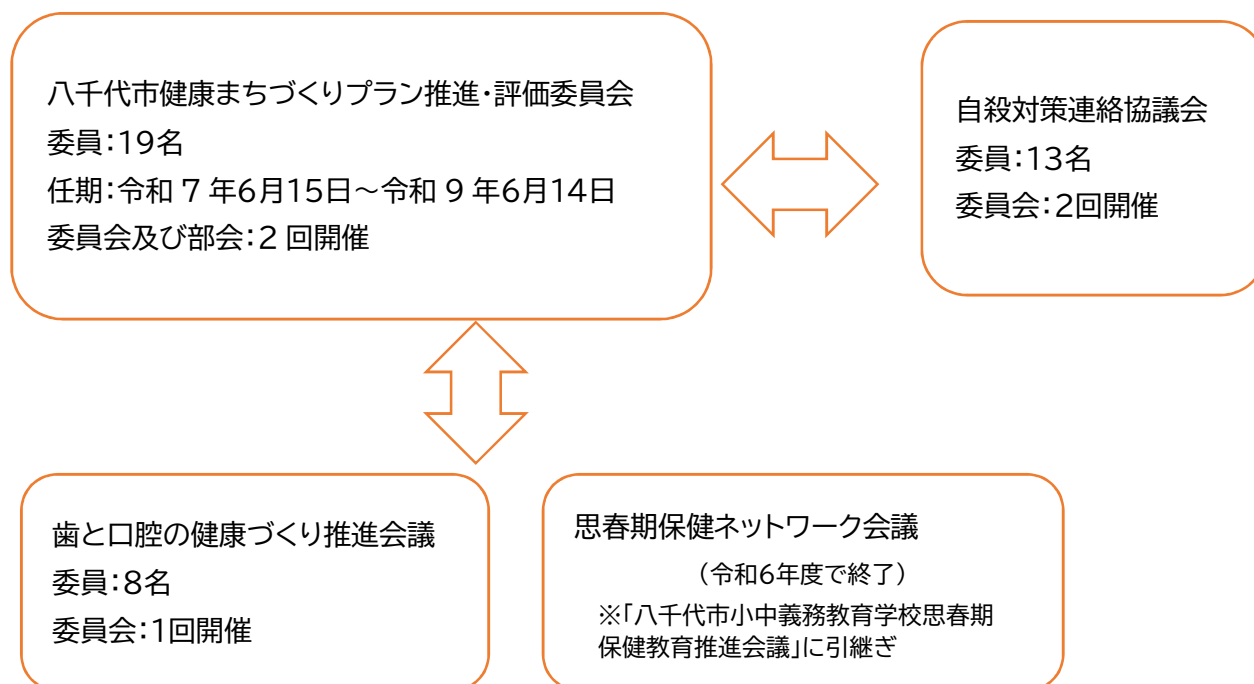 八千代市健康まちづくりプラン推進・評価委員会
委員：19名
任期：令和 7 年6月15日～令和 9 年6月14日
委員会及び部会：2 回開催
自殺対策連絡協議会
委員：13名
委員会：2回開催
歯と口腔の健康づくり推進会議
委員：8名
委員会：1回開催
思春期保健ネットワーク会議
（令和6年度で終了）
※「八千代市小中義務教育学校思春期
保健教育推進会議」に引継ぎ